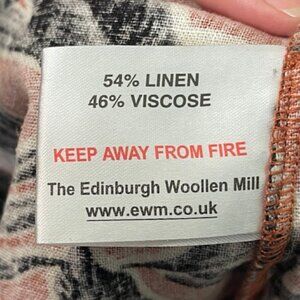 54% LINEN
46% VISCOSE
KEEP AWAY FROM FIRE
The Edinburgh Woollen Mill
www.ewm.co.uk